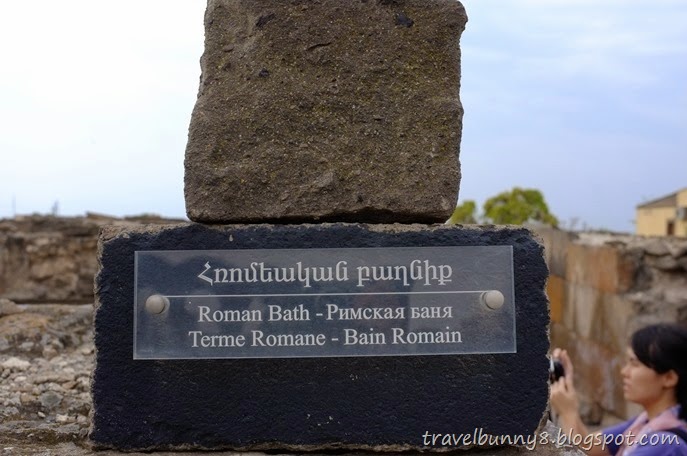 Հռոմեական բաղնիք
Roman Bath - Римская баня
Terme Romane - Bain Romain
travelbunny8.blogspot.com